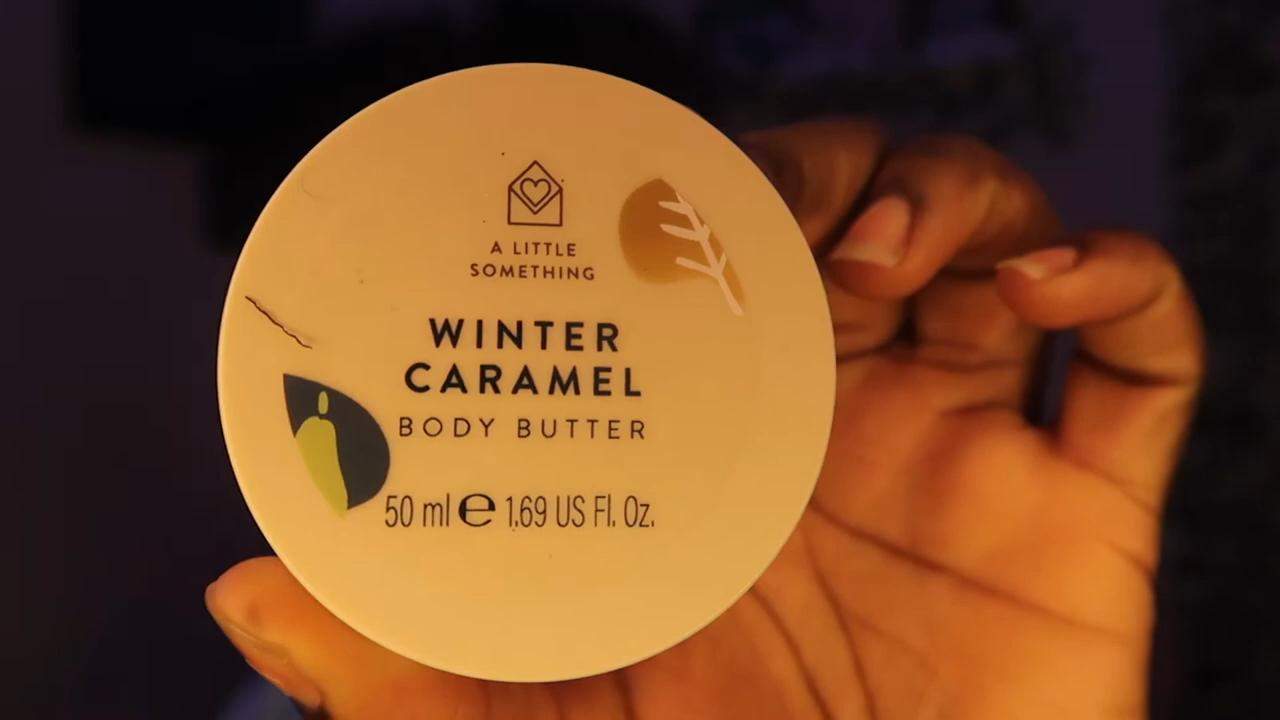 A LITTLE
SOMETHING
WINTER
CARAMEL
BODY BUTTER
50 ml ℮ 1.69 US Fl. Oz.